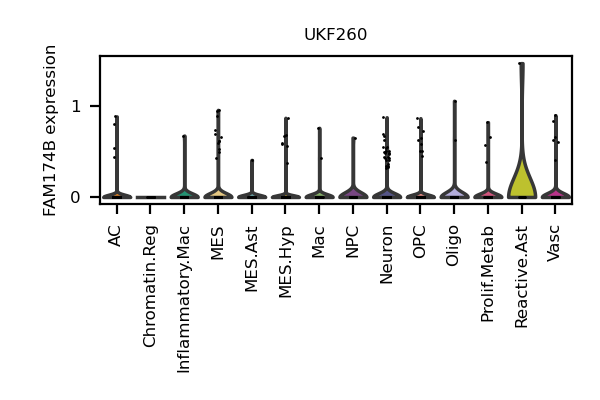 UKF260
FAM174B expression
1
0
AC
Chromatin.Reg
Inflammatory.Mac
MES
MES.Ast
MES.Hyp
Mac
NPC
Neuron
OPC
Oligo
Prolif.Metab
Reactive.Ast
Vasc